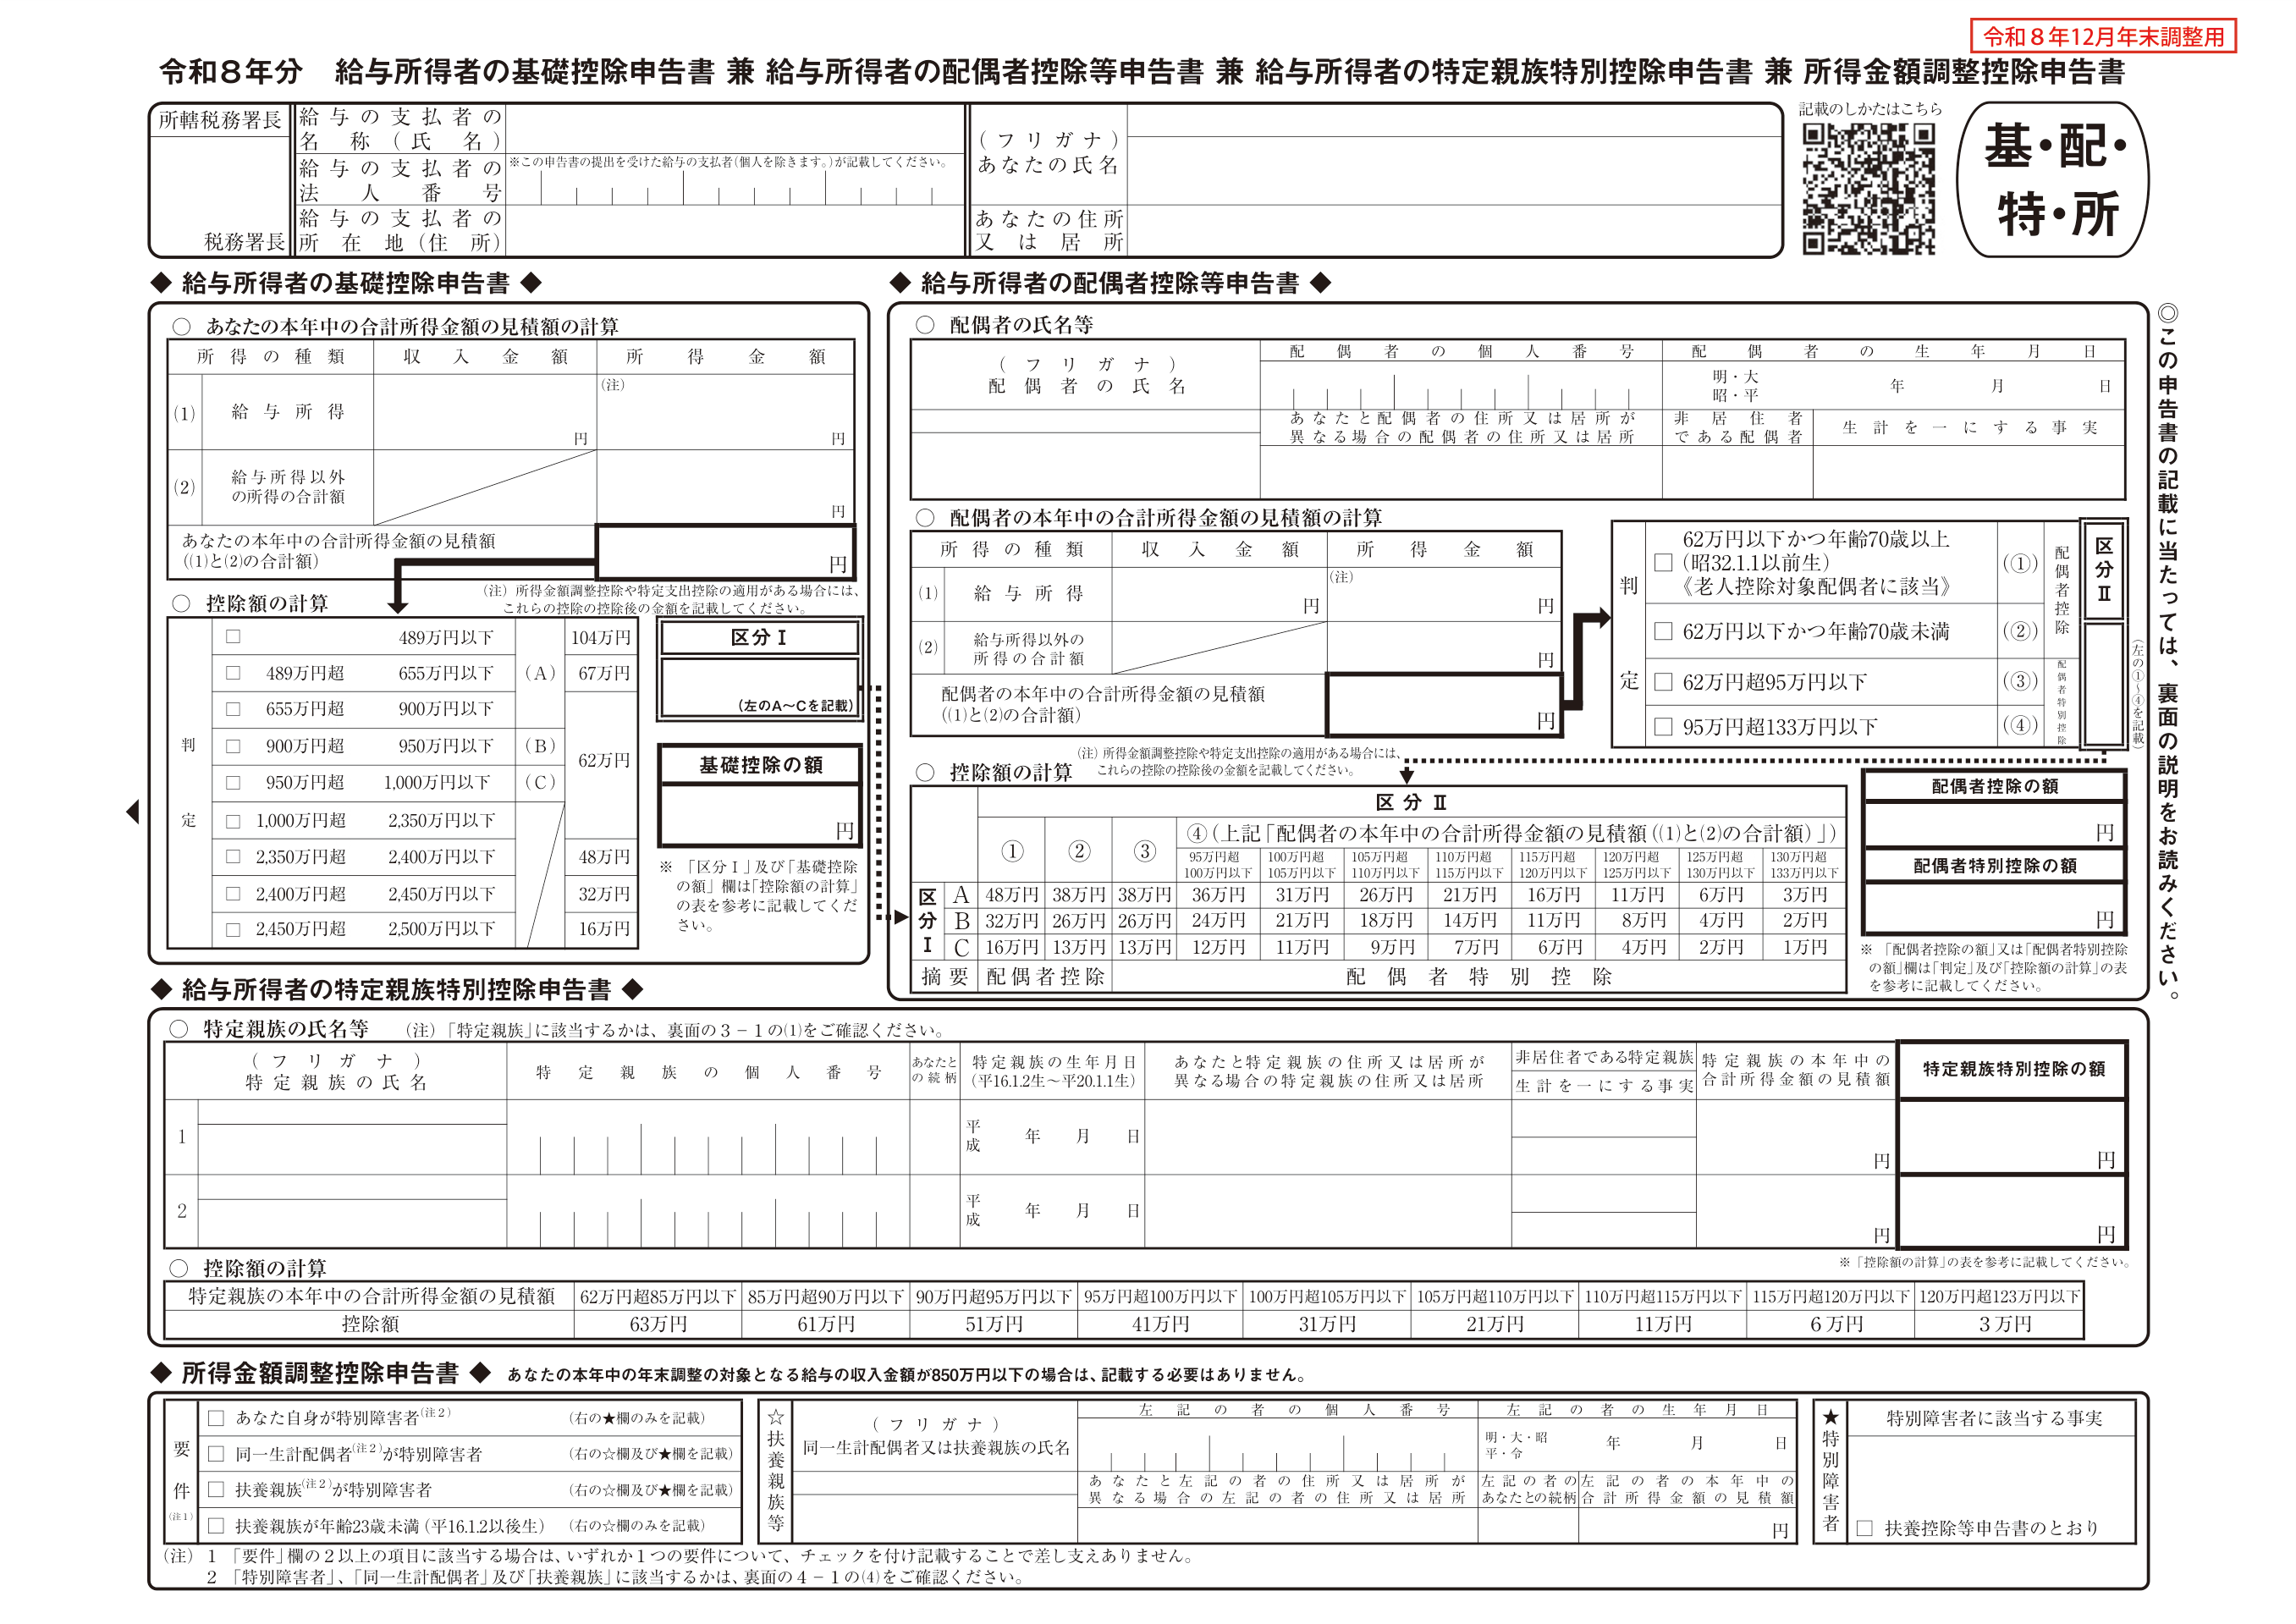 令和８年12月年末調整用
令和８年分　給与所得者の基礎控除申告書 兼 給与所得者の配偶者控除等申告書 兼 給与所得者の特定親族特別控除申告書 兼 所得金額調整控除申告書
所轄税務署長
税務署長
給与の支払者の
名称（氏名）
給与の支払者の
法人番号
※この申告書の提出を受けた給与の支払者(個人を除きます。)が記載してください。
給与の支払者の
所在地（住所）
（フリガナ）
あなたの氏名
あなたの住所
又は居所
記載のしかたはこちら
基・配・
特・所
◆ 給与所得者の基礎控除申告書 ◆
○ あなたの本年中の合計所得金額の見積額の計算
所得の種類 収入金額 所得金額
(1) 給与所得 円 (注) 円
(2) 給与所得以外
の所得の合計額 円
あなたの本年中の合計所得金額の見積額
((1)と(2)の合計額) 円
(注) 所得金額調整控除や特定支出控除の適用がある場合には、
これらの控除の控除後の金額を記載してください。
○ 控除額の計算
判定
□ 489万円以下 104万円
□ 489万円超 655万円以下 (A) 67万円
□ 655万円超 900万円以下
□ 900万円超 950万円以下 (B) 62万円
□ 950万円超 1,000万円以下 (C)
□ 1,000万円超 2,350万円以下
□ 2,350万円超 2,400万円以下 48万円
□ 2,400万円超 2,450万円以下 32万円
□ 2,450万円超 2,500万円以下 16万円
区分Ⅰ
(左のA～Cを記載)
基礎控除の額
円
※ 「区分Ⅰ」及び「基礎控除
の額」欄は「控除額の計算」
の表を参考に記載してくだ
さい。
◆ 給与所得者の配偶者控除等申告書 ◆
○ 配偶者の氏名等
（フリガナ）
配偶者の氏名
配偶者の個人番号
配偶者の生年月日
明・大
昭・平 年 月 日
あなたと配偶者の住所又は居所が
異なる場合の配偶者の住所又は居所
非居住者
である配偶者
生計を一にする事実
○ 配偶者の本年中の合計所得金額の見積額の計算
所得の種類 収入金額 所得金額
(1) 給与所得 円 (注) 円
(2) 給与所得以外の
所得の合計額 円
配偶者の本年中の合計所得金額の見積額
((1)と(2)の合計額) 円
(注) 所得金額調整控除や特定支出控除の適用がある場合には、
これらの控除の控除後の金額を記載してください。
判定
62万円以下かつ年齢70歳以上
□ (昭32.1.1以前生) (①)
《老人控除対象配偶者に該当》
□ 62万円以下かつ年齢70歳未満 (②)
□ 62万円超95万円以下 (③)
□ 95万円超133万円以下 (④)
配偶者控除
配偶者特別控除
区分Ⅱ
(左の①～④を記載)
○ 控除額の計算
区分Ⅱ
① ② ③ ④(上記「配偶者の本年中の合計所得金額の見積額((1)と(2)の合計額)」)
95万円超 100万円超 105万円超 110万円超 115万円超 120万円超 125万円超 130万円超
100万円以下 105万円以下 110万円以下 115万円以下 120万円以下 125万円以下 130万円以下 133万円以下
区分Ⅰ
A 48万円 38万円 38万円 36万円 31万円 26万円 21万円 16万円 11万円 6万円 3万円
B 32万円 26万円 26万円 24万円 21万円 18万円 14万円 11万円 8万円 4万円 2万円
C 16万円 13万円 13万円 12万円 11万円 9万円 7万円 6万円 4万円 2万円 1万円
摘要 配偶者控除 配偶者特別控除
配偶者控除の額
円
配偶者特別控除の額
円
※ 「配偶者控除の額」又は「配偶者特別控除
の額」欄は「判定」及び「控除額の計算」の表
を参考に記載してください。
◎この申告書の記載に当たっては、裏面の説明をお読みください。
◆ 給与所得者の特定親族特別控除申告書 ◆
○ 特定親族の氏名等 (注)「特定親族」に該当するかは、裏面の３－１の(1)をご確認ください。
（フリガナ）
特定親族の氏名
特定親族の個人番号
あなたと
の続柄
特定親族の生年月日
(平16.1.2生～平20.1.1生)
あなたと特定親族の住所又は居所が
異なる場合の特定親族の住所又は居所
非居住者である特定親族
生計を一にする事実
特定親族の本年中の
合計所得金額の見積額
特定親族特別控除の額
1 平成 年 月 日 円 円
2 平成 年 月 日 円 円
※「控除額の計算」の表を参考に記載してください。
○ 控除額の計算
特定親族の本年中の合計所得金額の見積額 62万円超85万円以下 85万円超90万円以下 90万円超95万円以下 95万円超100万円以下 100万円超105万円以下 105万円超110万円以下 110万円超115万円以下 115万円超120万円以下 120万円超123万円以下
控除額 63万円 61万円 51万円 41万円 31万円 21万円 11万円 ６万円 ３万円
◆ 所得金額調整控除申告書 ◆ あなたの本年中の年末調整の対象となる給与の収入金額が850万円以下の場合は、記載する必要はありません。
要件
(注1)
□ あなた自身が特別障害者(注２) (右の★欄のみを記載)
□ 同一生計配偶者(注２)が特別障害者 (右の☆欄及び★欄を記載)
□ 扶養親族(注２)が特別障害者 (右の☆欄及び★欄を記載)
□ 扶養親族が年齢23歳未満(平16.1.2以後生) (右の☆欄のみを記載)
☆扶養親族等
（フリガナ）
同一生計配偶者又は扶養親族の氏名
左記の者の個人番号
左記の者の生年月日
明・大・昭
平・令 年 月 日
あなたと左記の者の住所又は居所が
異なる場合の左記の者の住所又は居所
左記の者の
あなたとの続柄
左記の者の本年中の
合計所得金額の見積額
円
★特別障害者
特別障害者に該当する事実
□ 扶養控除等申告書のとおり
(注) １ 「要件」欄の２以上の項目に該当する場合は、いずれか１つの要件について、チェックを付け記載することで差し支えありません。
２ 「特別障害者」、「同一生計配偶者」及び「扶養親族」に該当するかは、裏面の４－１の(4)をご確認ください。